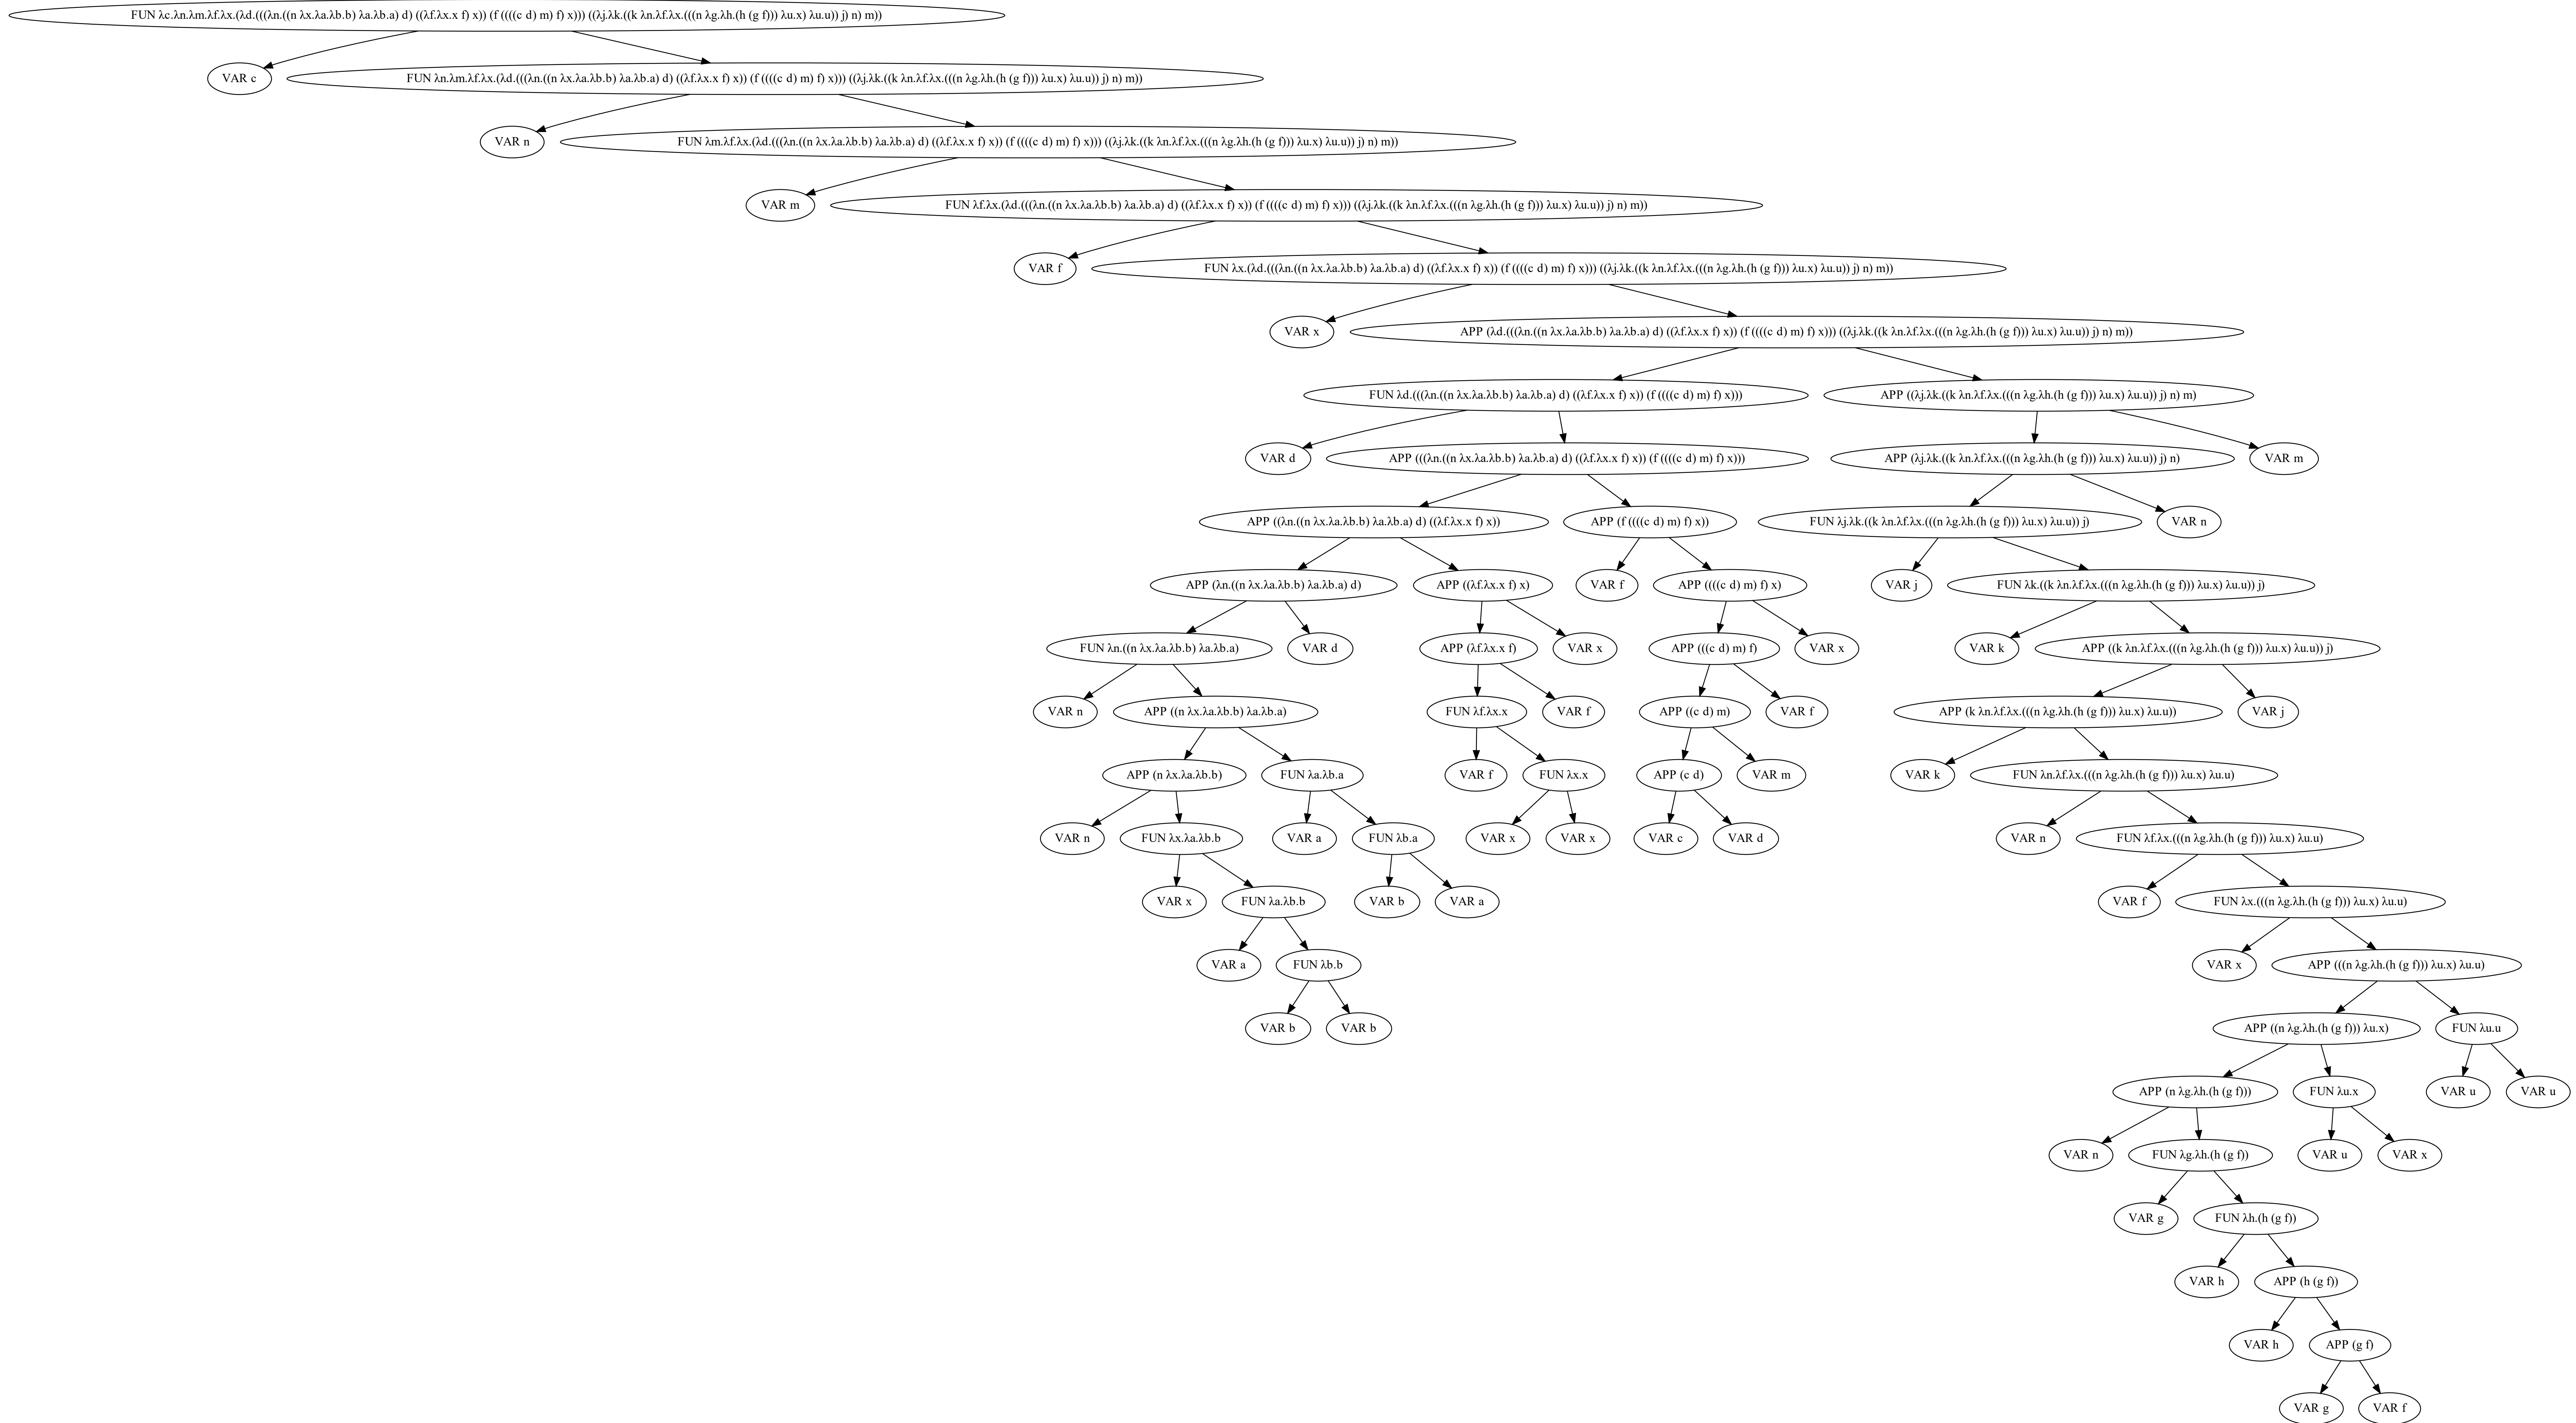 FUN λc.λn.λm.λf.λx.(λd.(((λn.((n λx.λa.λb.b) λa.λb.a) d) ((λf.λx.x f) x)) (f ((((c d) m) f) x))) ((λj.λk.((k λn.λf.λx.(((n λg.λh.(h (g f))) λu.x) λu.u)) j) n) m))
VAR c
FUN λn.λm.λf.λx.(λd.(((λn.((n λx.λa.λb.b) λa.λb.a) d) ((λf.λx.x f) x)) (f ((((c d) m) f) x))) ((λj.λk.((k λn.λf.λx.(((n λg.λh.(h (g f))) λu.x) λu.u)) j) n) m))
VAR n
FUN λm.λf.λx.(λd.(((λn.((n λx.λa.λb.b) λa.λb.a) d) ((λf.λx.x f) x)) (f ((((c d) m) f) x))) ((λj.λk.((k λn.λf.λx.(((n λg.λh.(h (g f))) λu.x) λu.u)) j) n) m))
VAR m
FUN λf.λx.(λd.(((λn.((n λx.λa.λb.b) λa.λb.a) d) ((λf.λx.x f) x)) (f ((((c d) m) f) x))) ((λj.λk.((k λn.λf.λx.(((n λg.λh.(h (g f))) λu.x) λu.u)) j) n) m))
VAR f
FUN λx.(λd.(((λn.((n λx.λa.λb.b) λa.λb.a) d) ((λf.λx.x f) x)) (f ((((c d) m) f) x))) ((λj.λk.((k λn.λf.λx.(((n λg.λh.(h (g f))) λu.x) λu.u)) j) n) m))
VAR x
APP (λd.(((λn.((n λx.λa.λb.b) λa.λb.a) d) ((λf.λx.x f) x)) (f ((((c d) m) f) x))) ((λj.λk.((k λn.λf.λx.(((n λg.λh.(h (g f))) λu.x) λu.u)) j) n) m))
FUN λd.(((λn.((n λx.λa.λb.b) λa.λb.a) d) ((λf.λx.x f) x)) (f ((((c d) m) f) x)))
APP ((λj.λk.((k λn.λf.λx.(((n λg.λh.(h (g f))) λu.x) λu.u)) j) n) m)
VAR d
APP (((λn.((n λx.λa.λb.b) λa.λb.a) d) ((λf.λx.x f) x)) (f ((((c d) m) f) x)))
APP (λj.λk.((k λn.λf.λx.(((n λg.λh.(h (g f))) λu.x) λu.u)) j) n)
VAR m
APP ((λn.((n λx.λa.λb.b) λa.λb.a) d) ((λf.λx.x f) x))
APP (f ((((c d) m) f) x))
FUN λj.λk.((k λn.λf.λx.(((n λg.λh.(h (g f))) λu.x) λu.u)) j)
VAR n
APP (λn.((n λx.λa.λb.b) λa.λb.a) d)
APP ((λf.λx.x f) x)
VAR f
APP ((((c d) m) f) x)
VAR j
FUN λk.((k λn.λf.λx.(((n λg.λh.(h (g f))) λu.x) λu.u)) j)
FUN λn.((n λx.λa.λb.b) λa.λb.a)
VAR d
APP (λf.λx.x f)
VAR x
APP (((c d) m) f)
VAR x
VAR k
APP ((k λn.λf.λx.(((n λg.λh.(h (g f))) λu.x) λu.u)) j)
VAR n
APP ((n λx.λa.λb.b) λa.λb.a)
FUN λf.λx.x
VAR f
APP ((c d) m)
VAR f
APP (k λn.λf.λx.(((n λg.λh.(h (g f))) λu.x) λu.u))
VAR j
APP (n λx.λa.λb.b)
FUN λa.λb.a
VAR f
FUN λx.x
APP (c d)
VAR m
VAR k
FUN λn.λf.λx.(((n λg.λh.(h (g f))) λu.x) λu.u)
VAR n
FUN λx.λa.λb.b
VAR a
FUN λb.a
VAR x
VAR x
VAR c
VAR d
VAR n
FUN λf.λx.(((n λg.λh.(h (g f))) λu.x) λu.u)
VAR x
FUN λa.λb.b
VAR b
VAR a
VAR f
FUN λx.(((n λg.λh.(h (g f))) λu.x) λu.u)
VAR a
FUN λb.b
VAR x
APP (((n λg.λh.(h (g f))) λu.x) λu.u)
VAR b
VAR b
APP ((n λg.λh.(h (g f))) λu.x)
FUN λu.u
APP (n λg.λh.(h (g f)))
FUN λu.x
VAR u
VAR u
VAR n
FUN λg.λh.(h (g f))
VAR u
VAR x
VAR g
FUN λh.(h (g f))
VAR h
APP (h (g f))
VAR h
APP (g f)
VAR g
VAR f